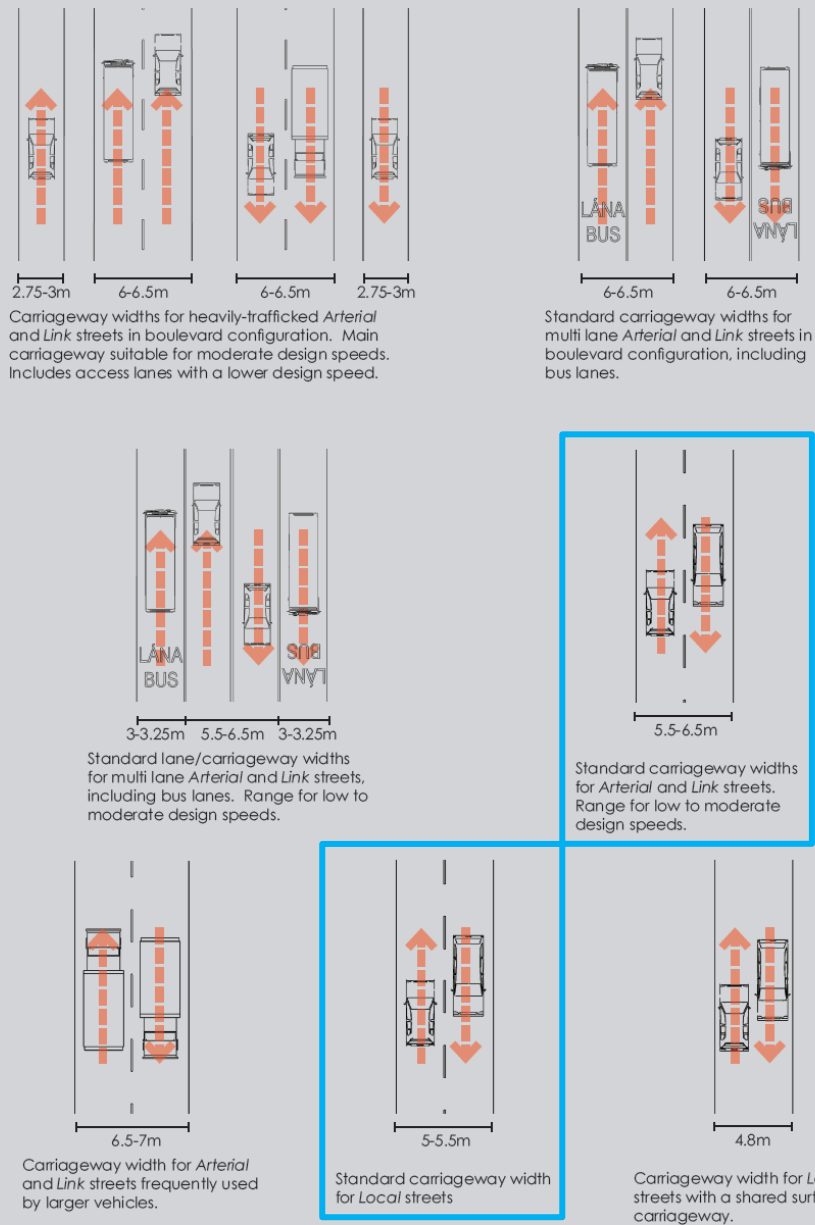 LÁNA
BUS
LÁNA
BUS
2.75-3m
6-6.5m
6-6.5m
2.75-3m
6-6.5m
6-6.5m
Carriageway widths for heavily-trafficked Arterial
and Link streets in boulevard configuration. Main
carriageway suitable for moderate design speeds.
Includes access lanes with a lower design speed.
Standard carriageway widths for
multi lane Arterial and Link streets in
boulevard configuration, including
bus lanes.
LÁNA
BUS
LÁNA
BUS
3-3.25m
5.5-6.5m
3-3.25m
Standard lane/carriageway widths
for multi lane Arterial and Link streets,
including bus lanes. Range for low to
moderate design speeds.
5.5-6.5m
Standard carriageway widths
for Arterial and Link streets.
Range for low to moderate
design speeds.
6.5-7m
Carriageway width for Arterial
and Link streets frequently used
by larger vehicles.
5-5.5m
Standard carriageway width
for Local streets
4.8m
Carriageway width for
streets with a shared
carriageway.